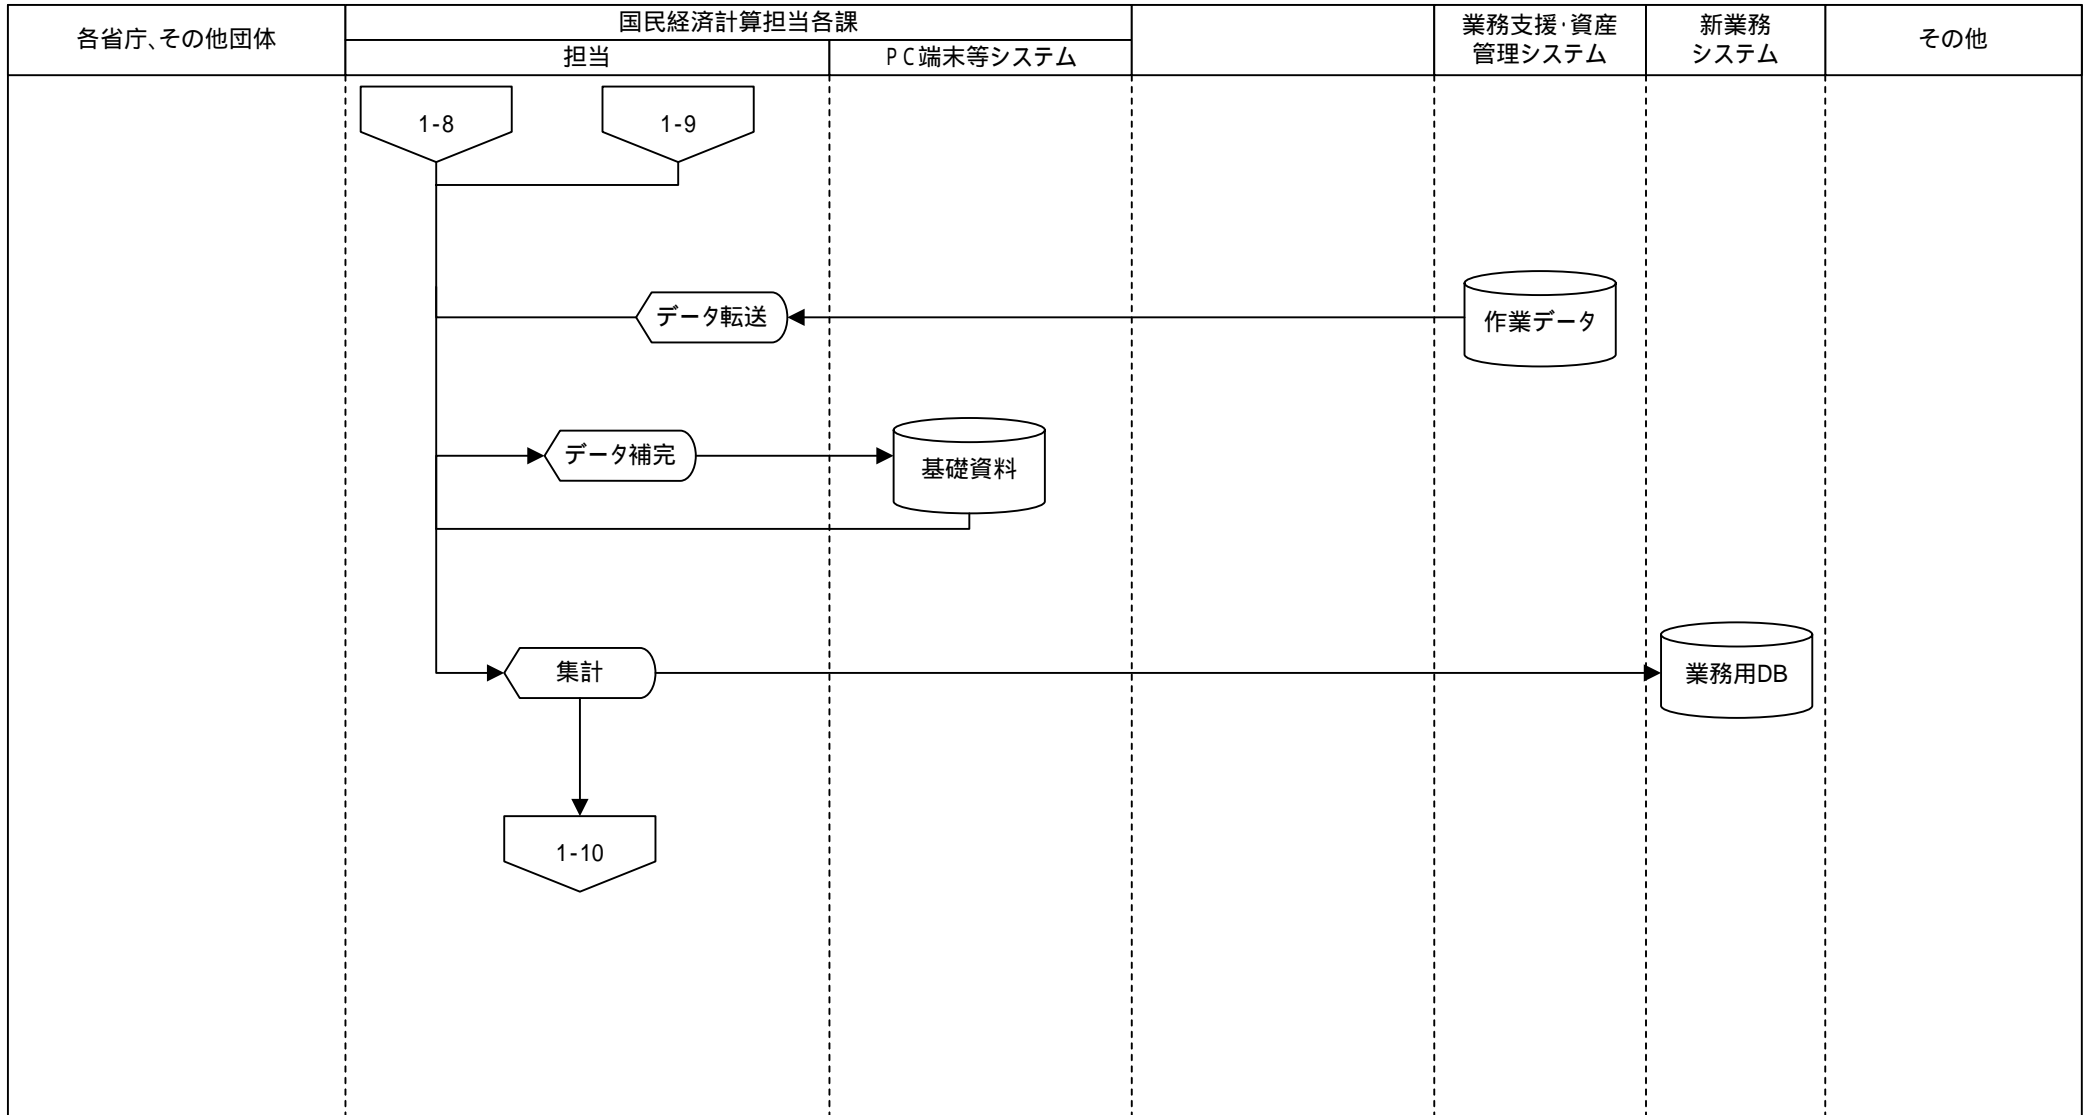 各省庁、その他団体
国民経済計算担当各課
担当
PC端末等システム
業務支援・資産
管理システム
新業務
システム
その他
1-8
1-9
データ転送
作業データ
データ補完
基礎資料
集計
業務用DB
1-10